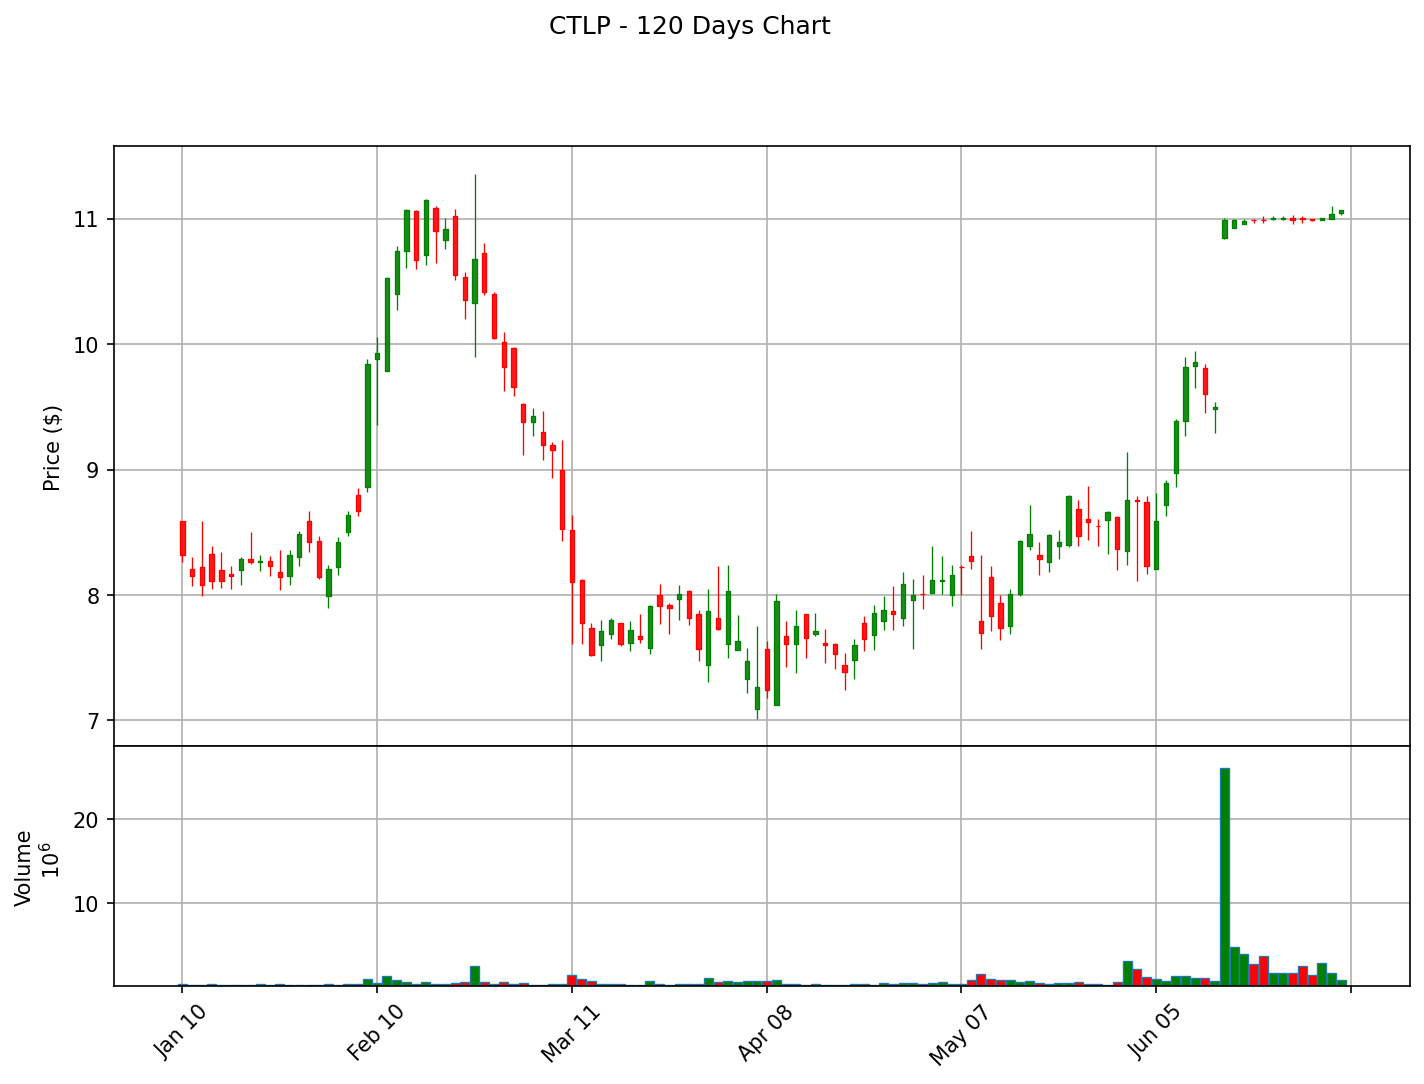 CTLP - 120 Days Chart
11
10
9
8
7
Price ($)
20
10
Volume
10^6
Jan 10
Feb 10
Mar 11
Apr 08
May 07
Jun 05